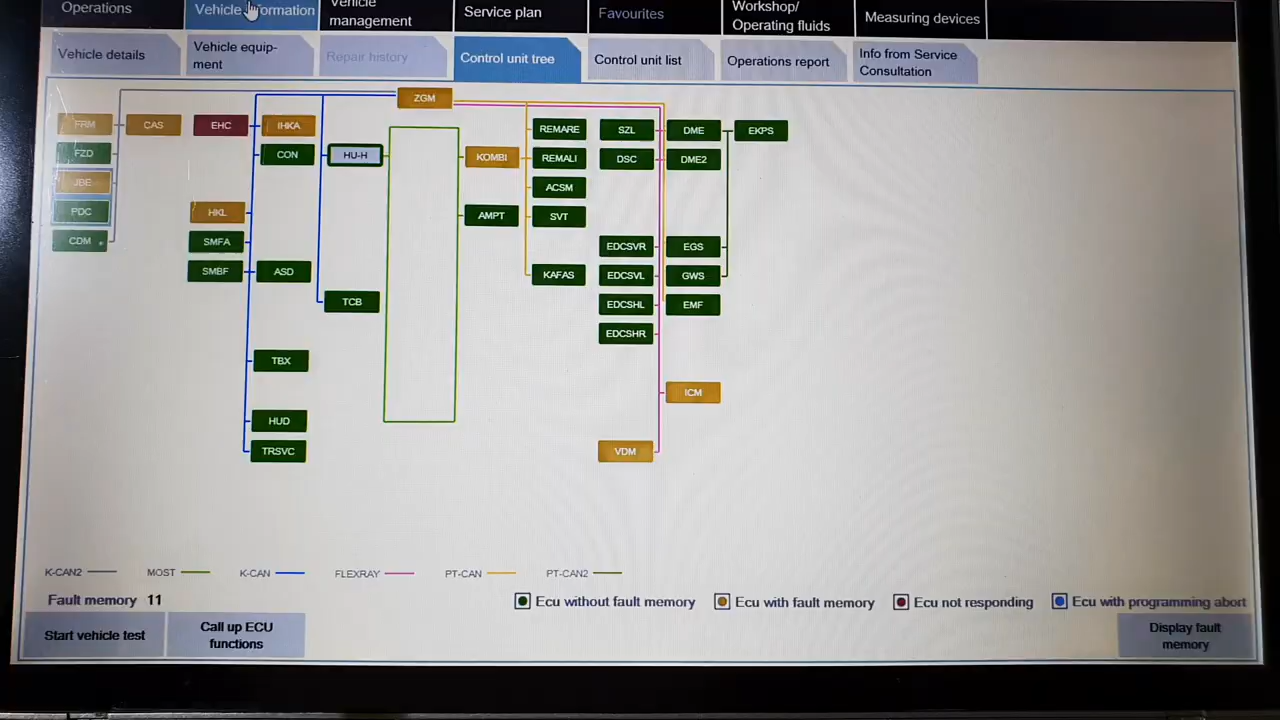 Operations
Vehicle information
Vehicle
management
Service plan
Favourites
Workshop/
Operating fluids
Measuring devices
Vehicle details
Vehicle equip-
ment
Repair history
Control unit tree
Control unit list
Operations report
Info from Service
Consultation
ZGM
FRM
CAS
EHC
IHKA
REMARE
SZL
DME
EKPS
FZD
CON
HU-H
KOMBI
REMALI
DSC
DME2
JBE
ACSM
PDC
HKL
AMPT
SVT
CDM
SMFA
EDCSVR
EGS
SMBF
ASD
KAFAS
EDCSVL
GWS
TCB
EDCSHL
EMF
EDCSHR
TBX
ICM
HUD
TRSVC
VDM
K-CAN2
MOST
K-CAN
FLEXRAY
PT-CAN
PT-CAN2
Fault memory 11
Ecu without fault memory
Ecu with fault memory
Ecu not responding
Ecu with programming abort
Start vehicle test
Call up ECU
functions
Display fault
memory